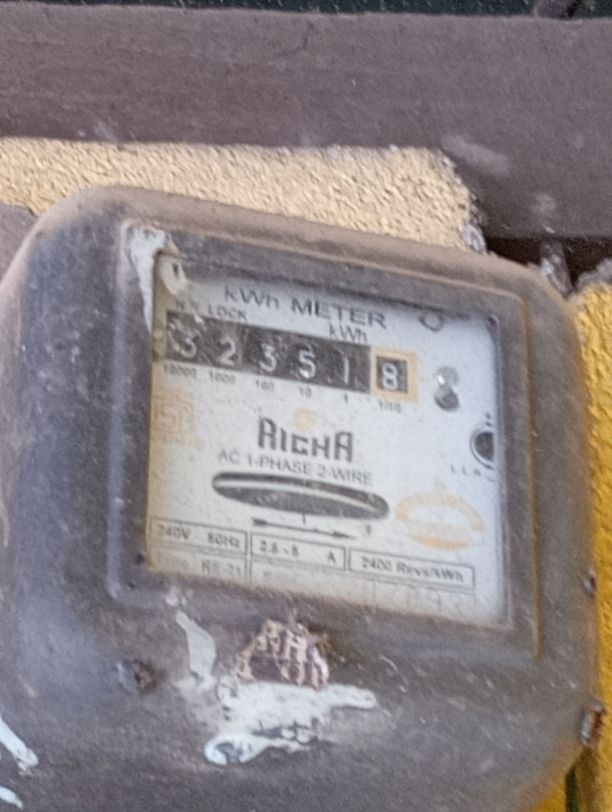 kWh METER
LOCK
kWh
3 2 3 5 1 8
10000 1000 100 10 1 1/10
RICHA
AC 1-PHASE 2-WIRE
240V 50Hz 2.5-5 A 2400 Revs/kWh